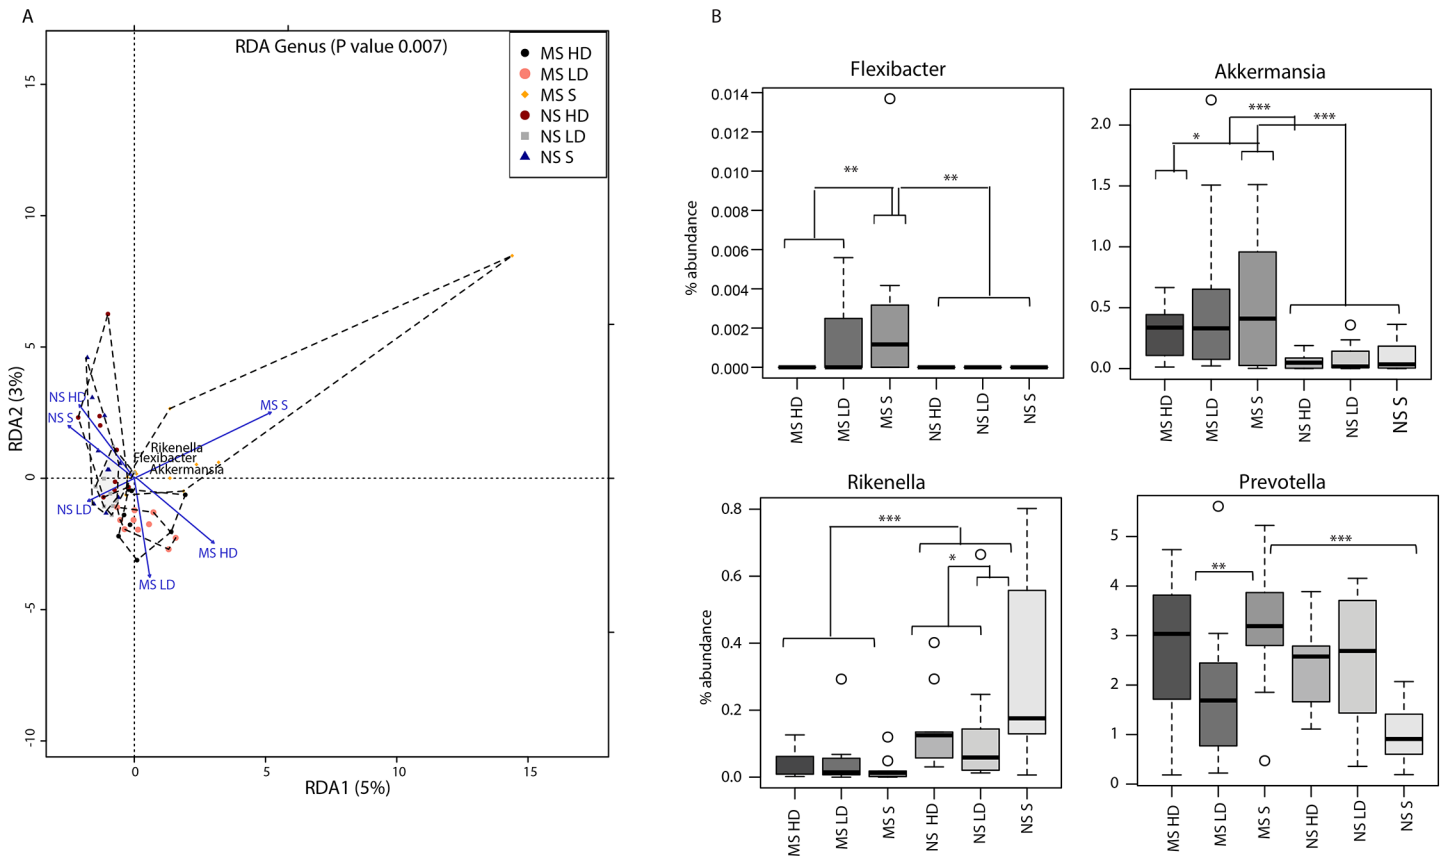 A
RDA Genus (P value 0.007)
MS HD
MS LD
MS S
NS HD
NS LD
NS S
15
10
5
0
-5
-10
RDA2 (3%)
NS HD
NS S
MS S
Rikenella
Flexibacter
Akkermansia
NS LD
MS HD
MS LD
0
5
10
15
RDA1 (5%)
B
Flexibacter
% abundance
0.014
0.012
0.010
0.008
0.006
0.004
0.002
0.000
**
**
MS HD
MS LD
MS S
NS HD
NS LD
NS S
Akkermansia
2.0
1.5
1.0
0.5
0.0
*
***
***
MS HD
MS LD
MS S
NS HD
NS LD
NS S
Rikenella
% abundance
0.8
0.6
0.4
0.2
0.0
***
*
MS HD
MS LD
MS S
NS HD
NS LD
NS S
Prevotella
5
4
3
2
1
0
**
***
MS HD
MS LD
MS S
NS HD
NS LD
NS S